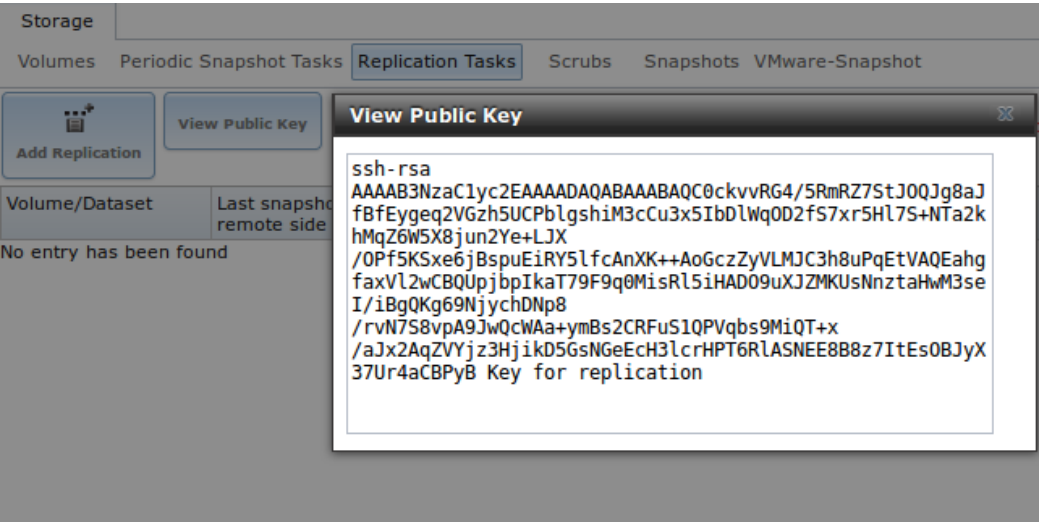 Storage
Volumes Periodic Snapshot Tasks Replication Tasks Scrubs Snapshots VMware-Snapshot
Add Replication
View Public Key
Volume/Dataset
Last snapsho
remote side
No entry has been found
View Public Key
ssh-rsa
AAAAB3NzaC1yc2EAAAADAQABAAABAQC0ckvvRG4/5RmRZ7StJOQJg8aJ
fBfEygeq2VGzh5UCPblgshiM3cCu3x5IbDlWqOD2fS7xr5Hl7S+NTa2k
hMqZ6W5X8jun2Ye+LJX
/OPf5KSxe6jBspuEiRY5lfcAnXK++AoGczZyVLMJC3h8uPqEtVAQEahg
faxVl2wCBQUpjbpIkaT79F9q0MisRl5iHADO9uXJZMKUsNnztaHwM3se
I/iBgQKg69NjychDNp8
/rvN7S8vpA9JwQcWAa+ymBs2CRFuS1QPVqbs9MiQT+x
/aJx2AqZVYjz3HjikD5GsNGeEcH3lcrHPT6RlASNEE8B8z7ItEsOBJyX
37Ur4aCBPyB Key for replication